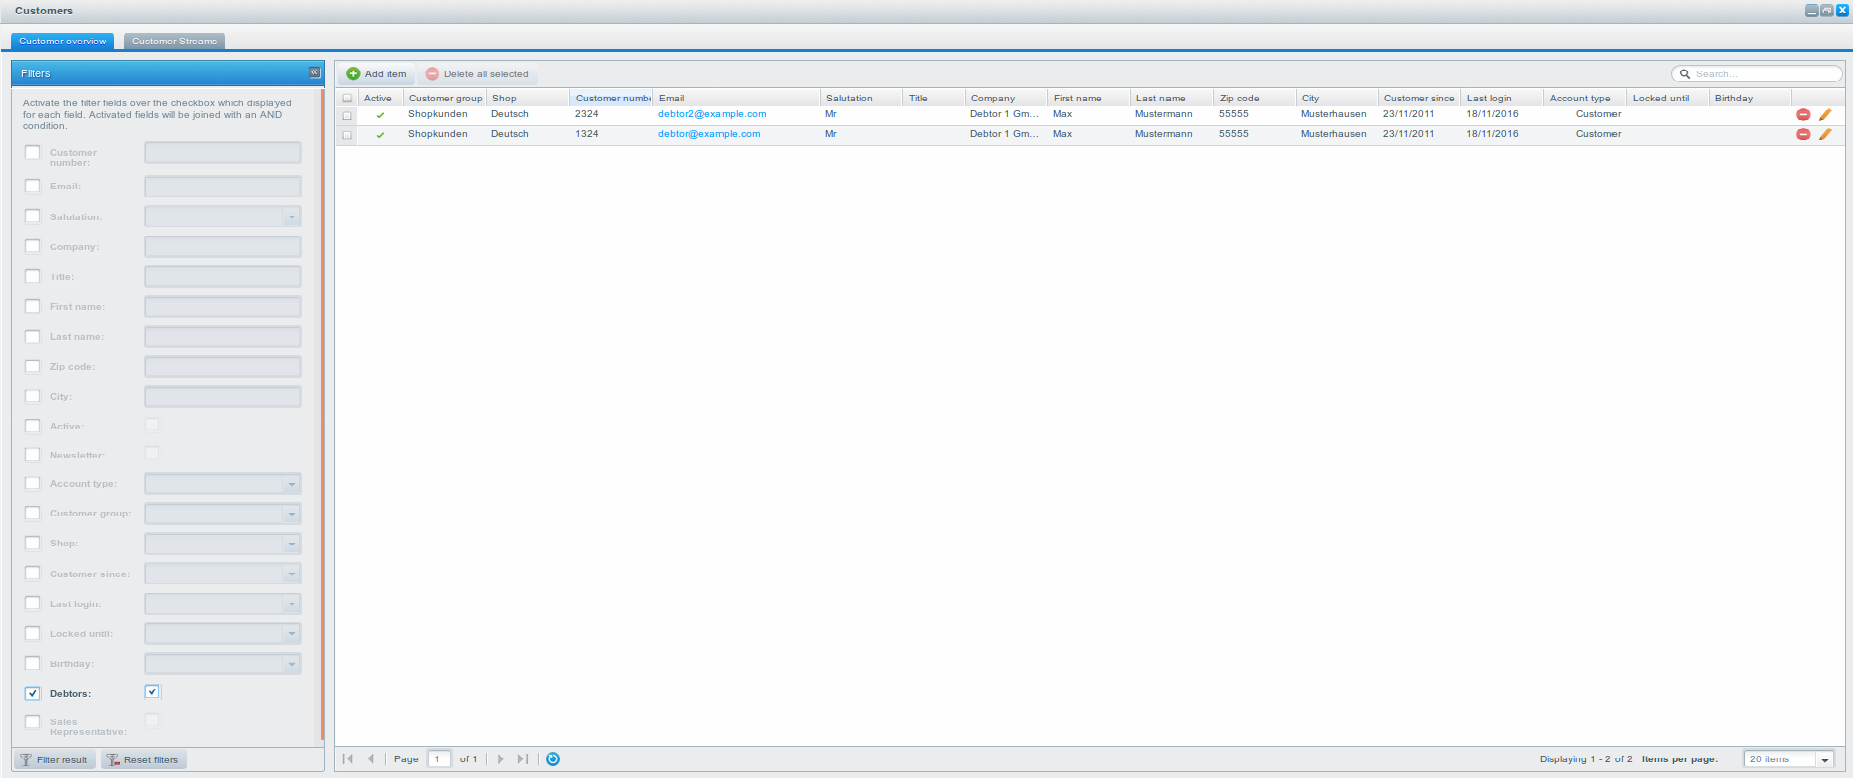 Customers
Customer overview Customer Streams
Filters
Activate the filter fields over the checkbox which displayed
for each field. Activated fields will be joined with an AND
condition.
Customer
number:
Email:
Salutation:
Company:
Title:
First name:
Last name:
Zip code:
City:
Active:
Newsletter:
Account type:
Customer group:
Shop:
Customer since:
Last login:
Locked until:
Birthday:
Debtors:
Sales
Representative:
Filter result Reset filters
Add item Delete all selected Search...
Active Customer group Shop Customer numbe Email Salutation Title Company First name Last name Zip code City Customer since Last login Account type Locked until Birthday
Shopkunden Deutsch 2324 debtor2@example.com Mr Debtor 1 Gm... Max Mustermann 55555 Musterhausen 23/11/2011 18/11/2016 Customer
Shopkunden Deutsch 1324 debtor@example.com Mr Debtor 1 Gm... Max Mustermann 55555 Musterhausen 23/11/2011 18/11/2016 Customer
Page 1 of 1 Displaying 1 - 2 of 2 Items per page: 20 items